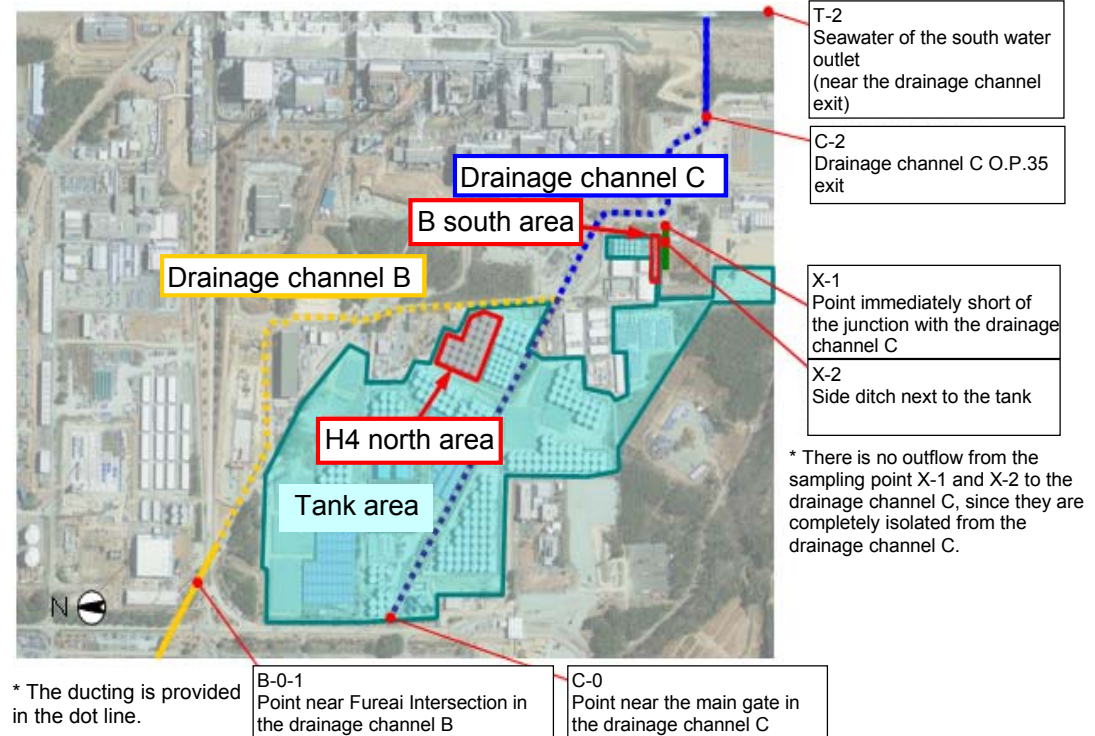 T-2
Seawater of the south water
outlet
(near the drainage channel
exit)
C-2
Drainage channel C O.P.35
exit
Drainage channel C
B south area
Drainage channel B
X-1
Point immediately short of
the junction with the drainage
channel C
X-2
Side ditch next to the tank
H4 north area
* There is no outflow from the
sampling point X-1 and X-2 to the
drainage channel C, since they are
completely isolated from the
drainage channel C.
Tank area
N
* The ducting is provided
in the dot line.
B-0-1
Point near Fureai Intersection in
the drainage channel B
C-0
Point near the main gate in
the drainage channel C